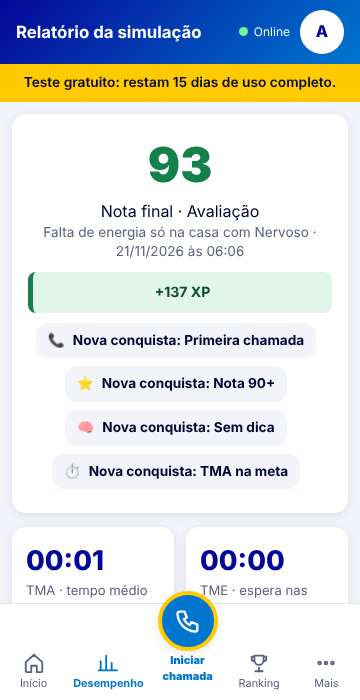 Relatório da simulação
Online
A
Teste gratuito: restam 15 dias de uso completo.
93
Nota final · Avaliação
Falta de energia só na casa com Nervoso ·
21/11/2026 às 06:06
+137 XP
Nova conquista: Primeira chamada
Nova conquista: Nota 90+
Nova conquista: Sem dica
Nova conquista: TMA na meta
00:01
TMA · tempo médio
00:00
TME · espera nas
Início
Desempenho
Iniciar
chamada
Ranking
Mais